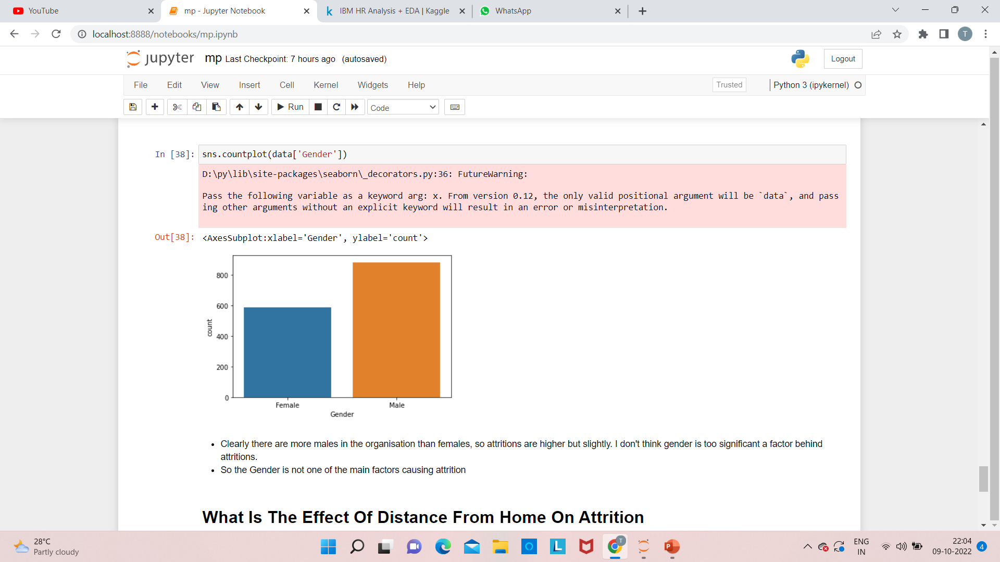 YouTube
mp - Jupyter Notebook
IBM HR Analysis + EDA | Kaggle
WhatsApp
localhost:8888/notebooks/mp.ipynb
T
jupyter mp Last Checkpoint: 7 hours ago (autosaved)
Logout
File Edit View Insert Cell Kernel Widgets Help
Trusted
Python 3 (ipykernel)
Run
Code
In [38]: sns.countplot(data['Gender'])
D:\py\lib\site-packages\seaborn\_decorators.py:36: FutureWarning:
Pass the following variable as a keyword arg: x. From version 0.12, the only valid positional argument will be `data`, and pass
ing other arguments without an explicit keyword will result in an error or misinterpretation.
Out[38]: <AxesSubplot:xlabel='Gender', ylabel='count'>
800
600
400
200
0
count
Female Male
Gender
• Clearly there are more males in the organisation than females, so attritions are higher but slightly. I don't think gender is too significant a factor behind
attritions.
• So the Gender is not one of the main factors causing attrition
What Is The Effect Of Distance From Home On Attrition
28°C
Partly cloudy
L
T
P
ENG
IN
22:04
09-10-2022
4